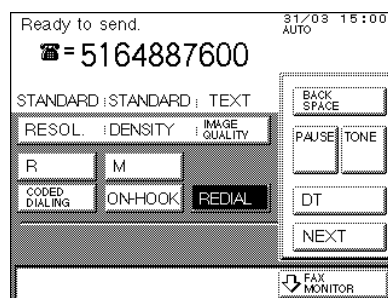 Ready to send.
31/03 15:00
AUTO
☎=5164887600
STANDARD STANDARD TEXT
RESOL. DENSITY IMAGE QUALITY
BACK SPACE
PAUSE TONE
R M
CODED DIALING ON-HOOK REDIAL
DT
NEXT
FAX MONITOR